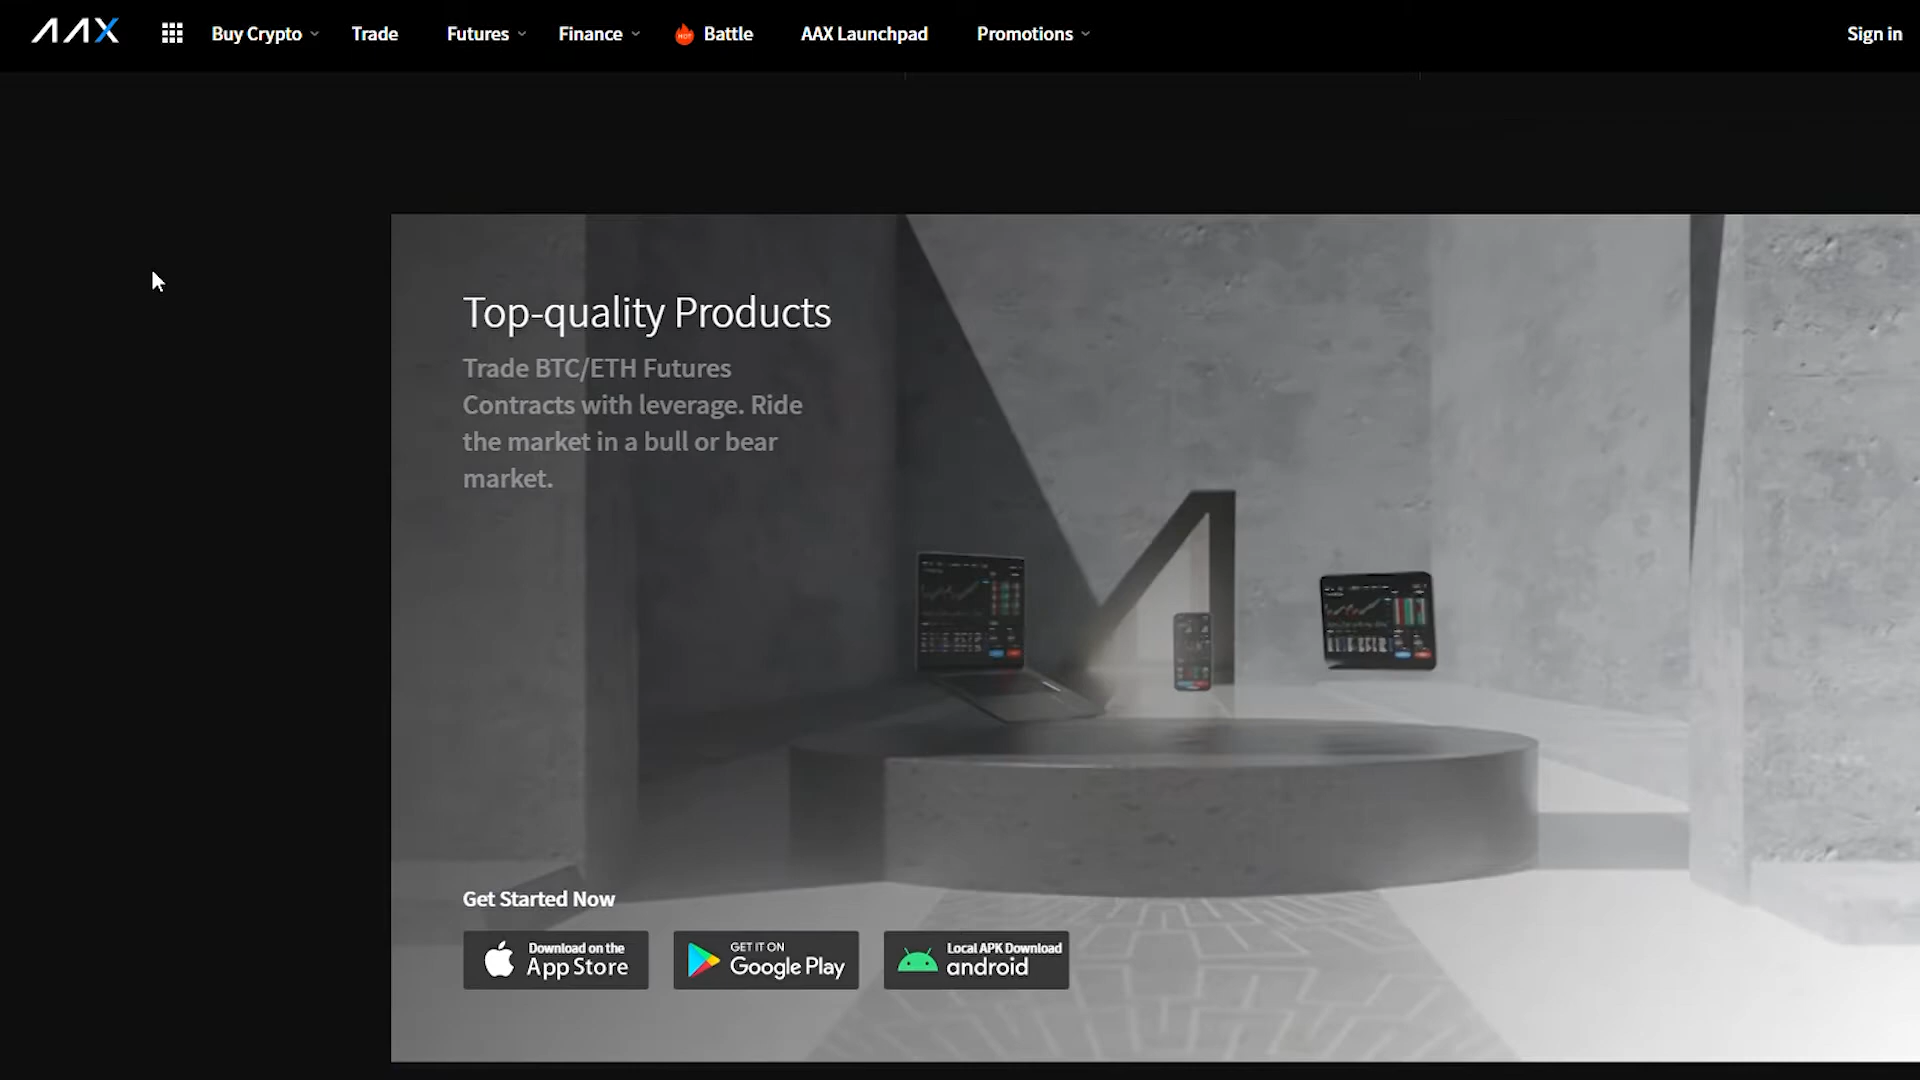 AAX
Buy Crypto
Trade
Futures
Finance
HOT
Battle
AAX Launchpad
Promotions
Sign in
Top-quality Products
Trade BTC/ETH Futures
Contracts with leverage. Ride
the market in a bull or bear
market.
Get Started Now
Download on the
App Store
GET IT ON
Google Play
Local APK Download
android